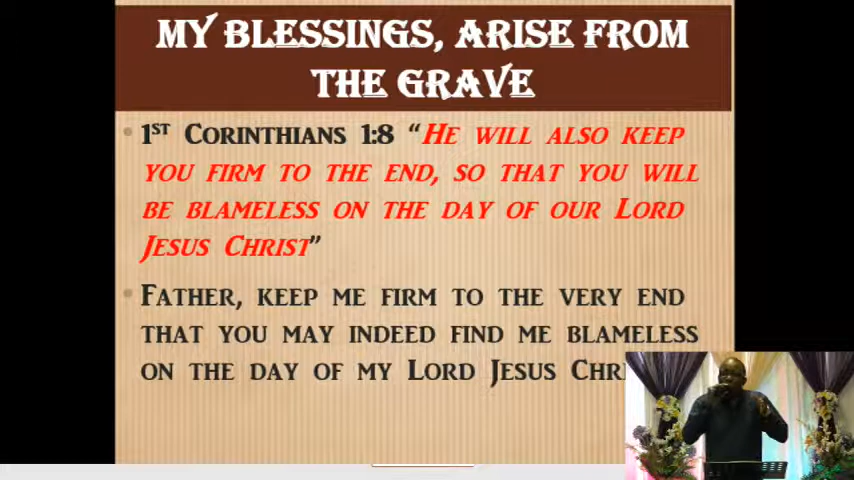 MY BLESSINGS, ARISE FROM
THE GRAVE
• 1ST CORINTHIANS 1:8 “HE WILL ALSO KEEP
YOU FIRM TO THE END, SO THAT YOU WILL
BE BLAMELESS ON THE DAY OF OUR LORD
JESUS CHRIST”
• FATHER, KEEP ME FIRM TO THE VERY END
THAT YOU MAY INDEED FIND ME BLAMELESS
ON THE DAY OF MY LORD JESUS